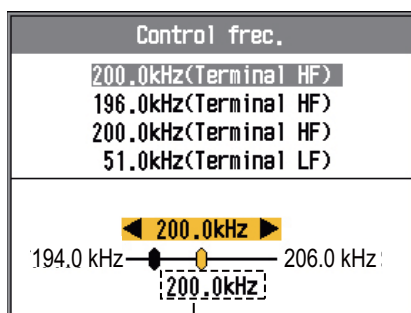 Control frec.
200.0kHz(Terminal HF)
196.0kHz(Terminal HF)
200.0kHz(Terminal HF)
51.0kHz(Terminal LF)
◀ 200.0kHz ▶
194.0 kHz 206.0 kHz
200.0kHz